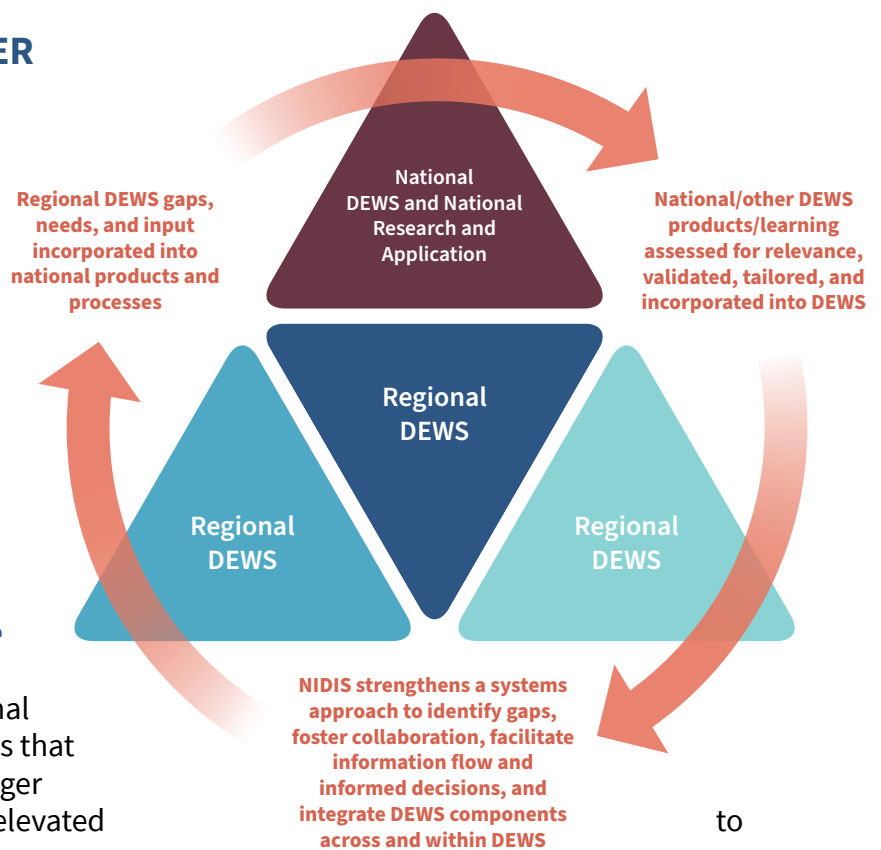 ER
National
DEWS and National
Research and
Application
Regional DEWS gaps,
needs, and input
incorporated into
national products and
processes
National/other DEWS
products/learning
assessed for relevance,
validated, tailored, and
incorporated into DEWS
Regional
DEWS
Regional
DEWS
Regional
DEWS
NIDIS strengthens a systems
approach to identify gaps,
foster collaboration, facilitate
information flow and
informed decisions, and
integrate DEWS components
across and within DEWS
nal
s that
ger
elevated to